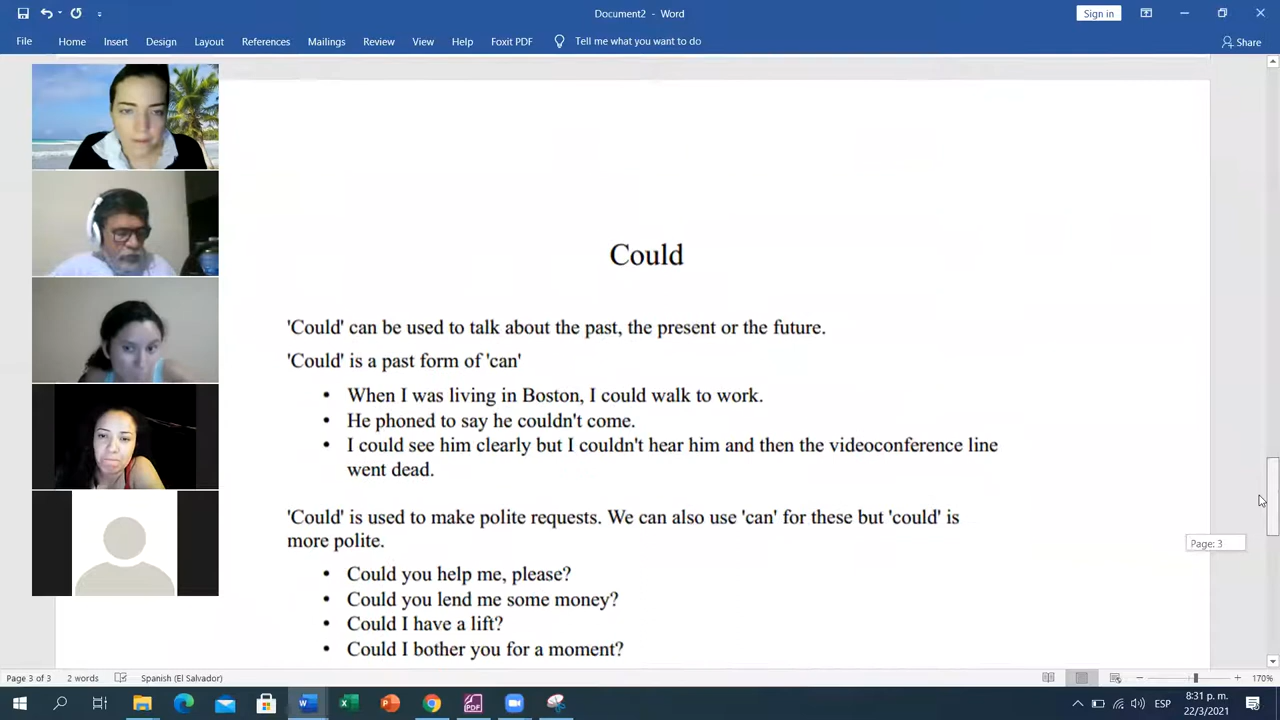 Document2 - Word
Sign in
File Home Insert Design Layout References Mailings Review View Help Foxit PDF Tell me what you want to do Share
Could
'Could' can be used to talk about the past, the present or the future.
'Could' is a past form of 'can'
• When I was living in Boston, I could walk to work.
• He phoned to say he couldn't come.
• I could see him clearly but I couldn't hear him and then the videoconference line
went dead.
'Could' is used to make polite requests. We can also use 'can' for these but 'could' is
more polite.
Page: 3
• Could you help me, please?
• Could you lend me some money?
• Could I have a lift?
• Could I bother you for a moment?
Page 3 of 3 2 words Spanish (El Salvador) 170%
ESP
8:31 p. m.
22/3/2021